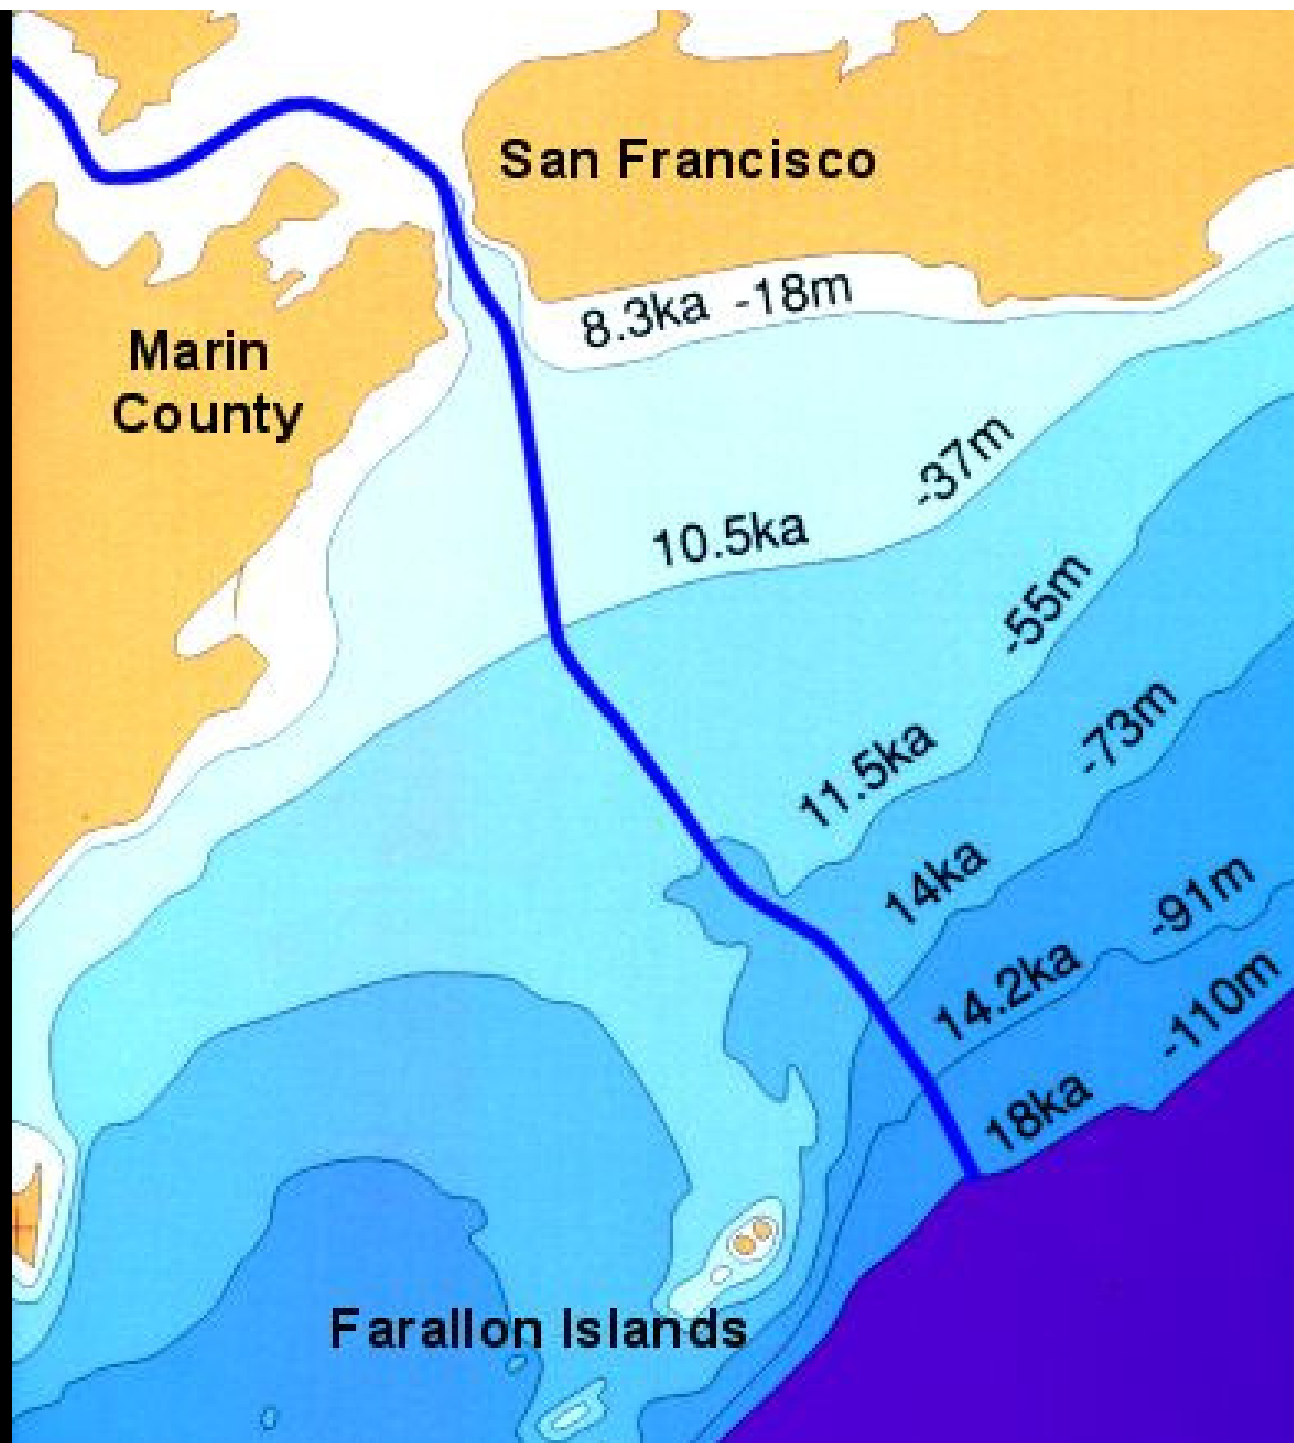 San Francisco
8.3ka -18m
Marin
County
-37m
10.5ka
-55m
11.5ka
-73m
14ka
-91m
14.2ka
-110m
18ka
Farallon Islands